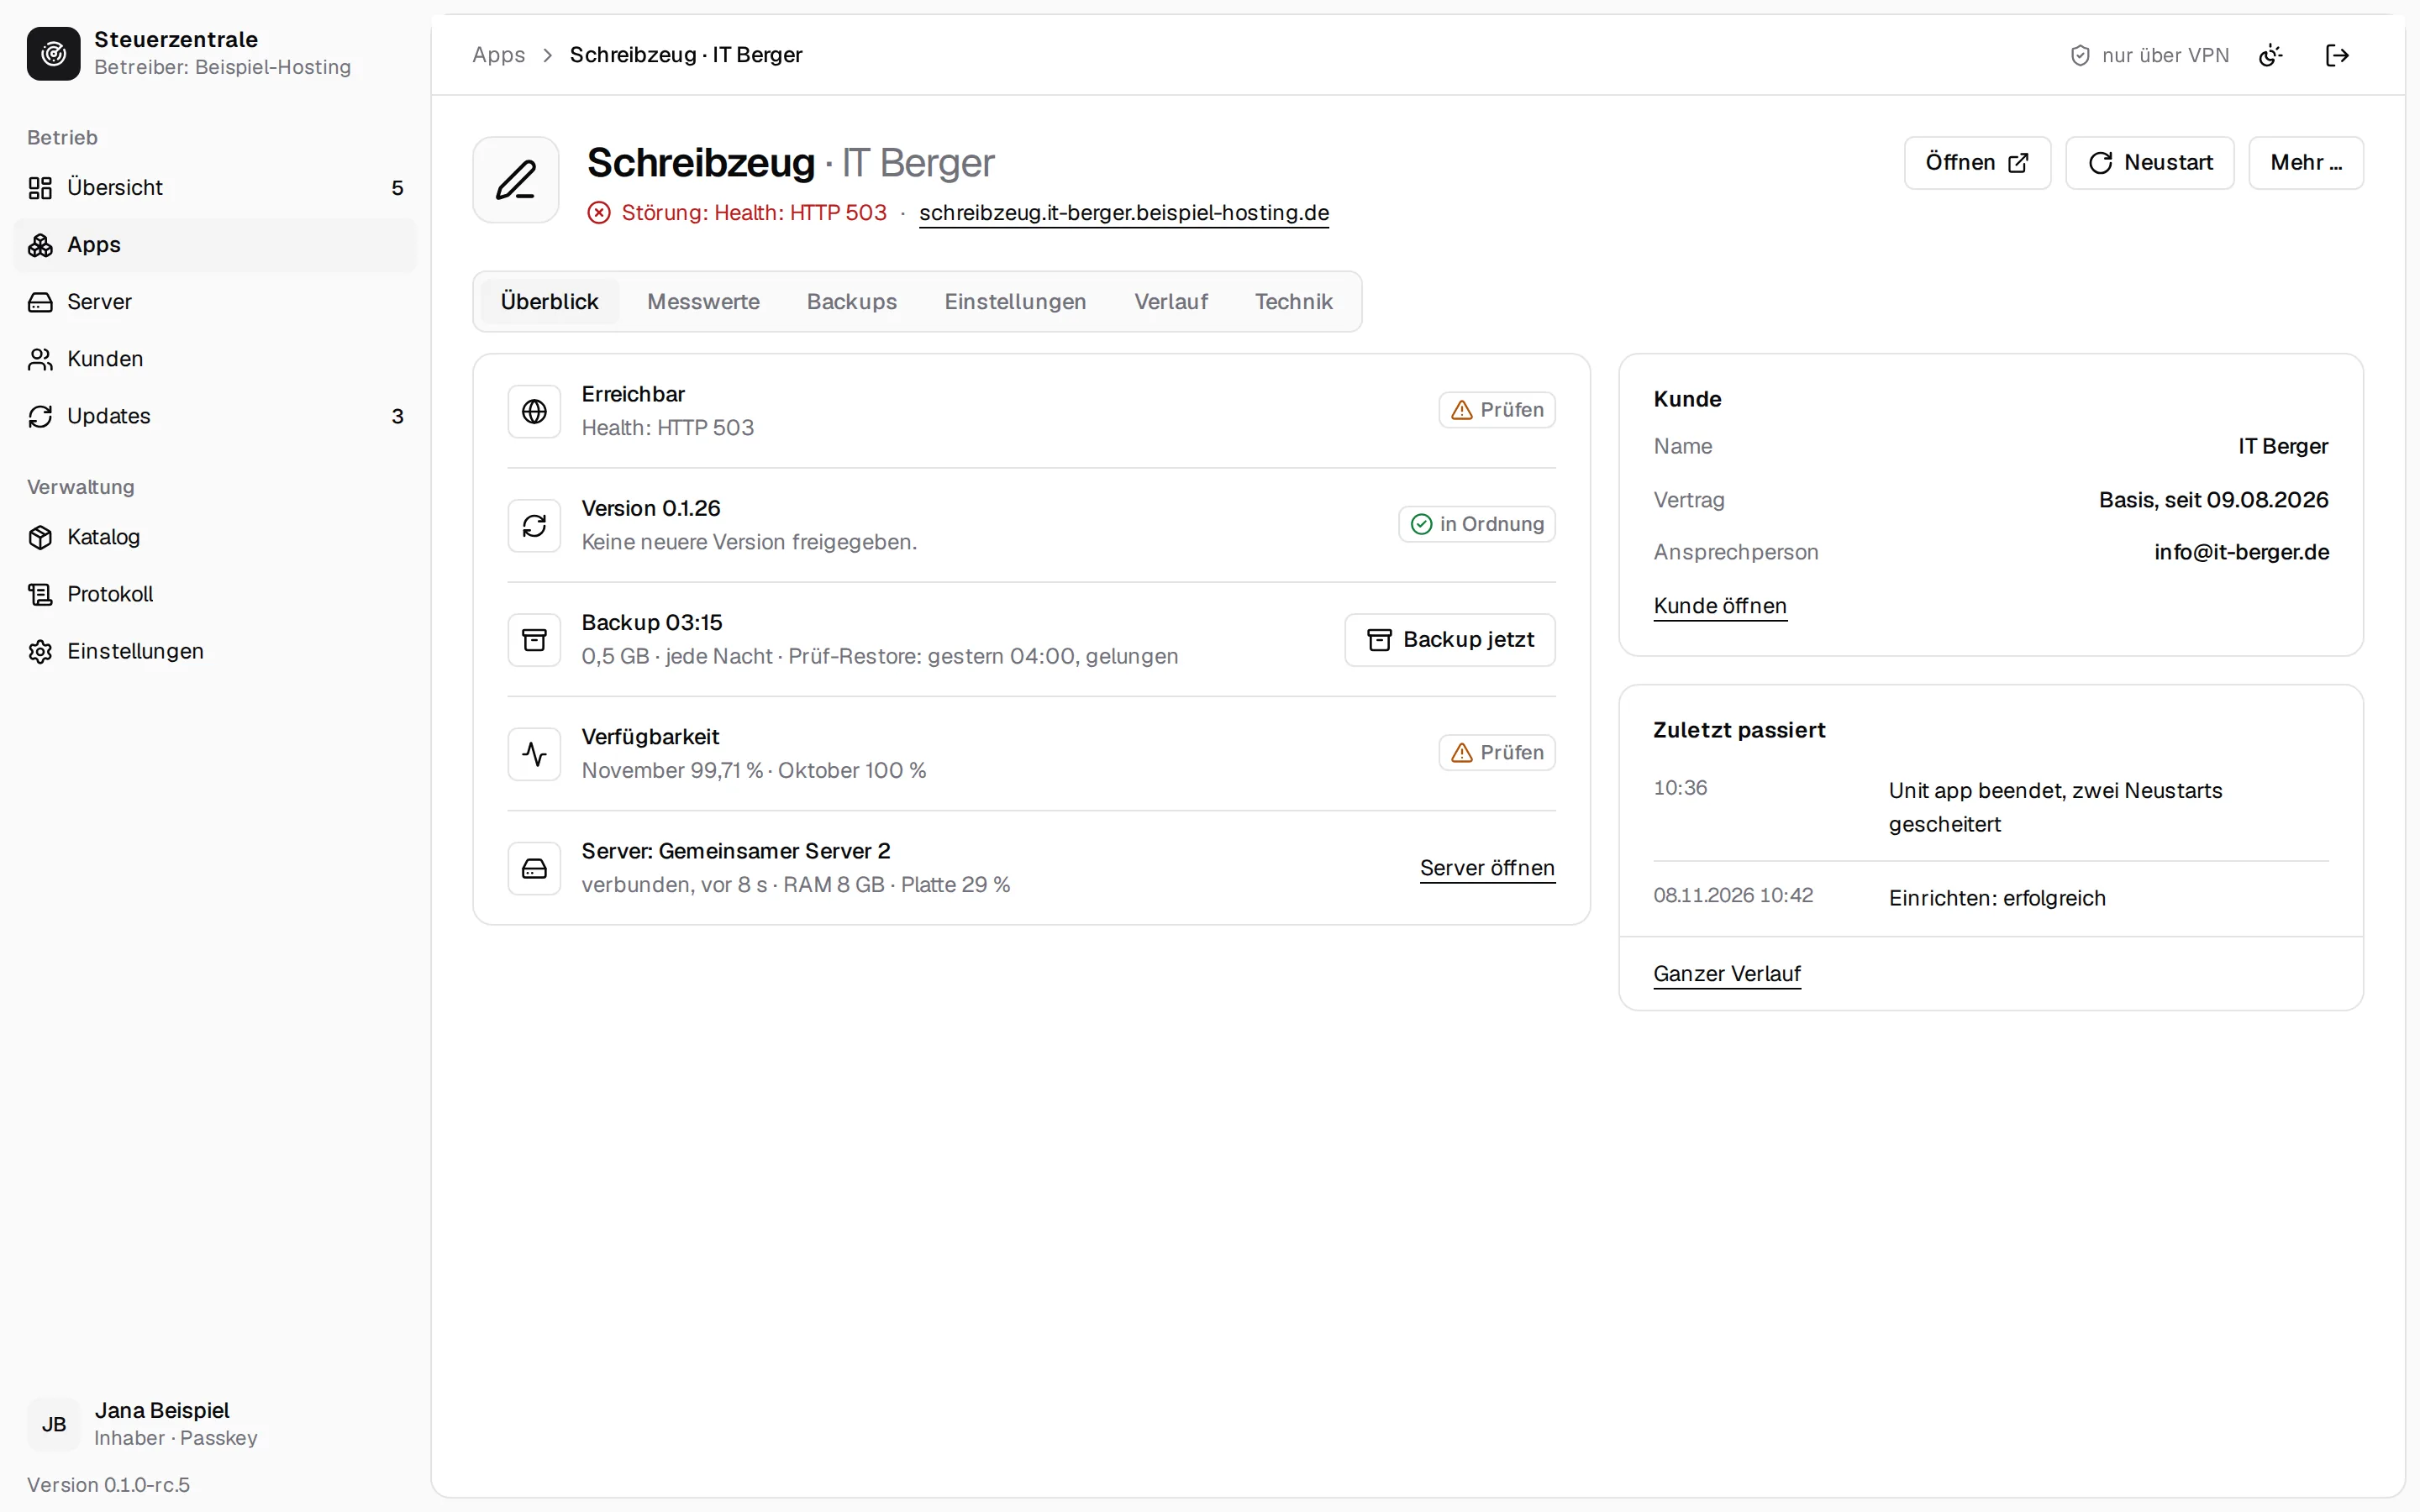 Steuerzentrale
Betreiber: Beispiel-Hosting
Betrieb
Übersicht 5
Apps
Server
Kunden
Updates 3
Verwaltung
Katalog
Protokoll
Einstellungen
JB
Jana Beispiel
Inhaber · Passkey
Version 0.1.0-rc.5
Apps > Schreibzeug · IT Berger
nur über VPN
Schreibzeug · IT Berger
Störung: Health: HTTP 503 · schreibzeug.it-berger.beispiel-hosting.de
Öffnen
Neustart
Mehr ...
Überblick Messwerte Backups Einstellungen Verlauf Technik
Erreichbar
Health: HTTP 503
Prüfen
Version 0.1.26
Keine neuere Version freigegeben.
in Ordnung
Backup 03:15
0,5 GB · jede Nacht · Prüf-Restore: gestern 04:00, gelungen
Backup jetzt
Verfügbarkeit
November 99,71 % · Oktober 100 %
Prüfen
Server: Gemeinsamer Server 2
verbunden, vor 8 s · RAM 8 GB · Platte 29 %
Server öffnen
Kunde
Name IT Berger
Vertrag Basis, seit 09.08.2026
Ansprechperson info@it-berger.de
Kunde öffnen
Zuletzt passiert
10:36 Unit app beendet, zwei Neustarts
gescheitert
08.11.2026 10:42 Einrichten: erfolgreich
Ganzer Verlauf